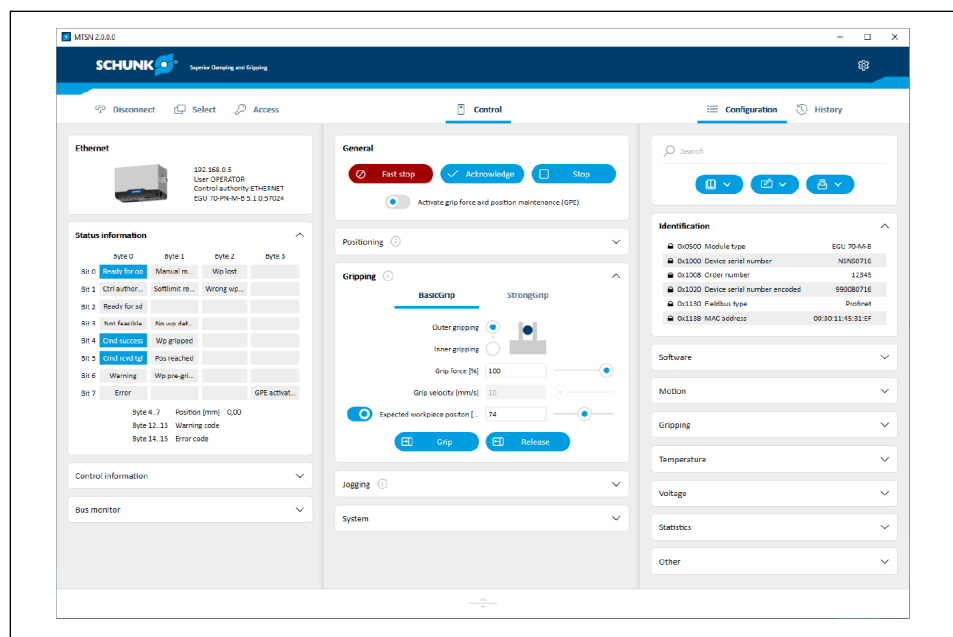 MTSN 2.0.0.0
SCHUNK
Superior Clamping and Gripping
Disconnect Select Access
Control
Configuration History
Ethernet
192.168.0.5
User OPERATOR
Control authority ETHERNET
EGU 70-PN-M-B 5.1.0.57024
Status information
Byte 0 Byte 1 Byte 2 Byte 3
Bit 0 Ready for op Manual m... Wp lost
Bit 1 Ctrl author... Softlimit re... Wrong wp...
Bit 2 Ready for sd
Bit 3 Not feasible No wp det...
Bit 4 Cmd success Wp gripped
Bit 5 Cmd rcvd tgl Pos reached
Bit 6 Warning Wp pre-gri...
Bit 7 Error GPE activat...
Byte 4..7 Position [mm] 0,00
Byte 12..13 Warning code
Byte 14..15 Error code
Control information
Bus monitor
General
Fast stop Acknowledge Stop
Activate grip force and position maintenance (GPE)
Positioning
Gripping
BasicGrip StrongGrip
Outer gripping
Inner gripping
Grip force [%] 100
Grip velocity [mm/s] 10
Expected workpiece positon [... 74
Grip Release
Jogging
System
Search
Identification
0x0500 Module type EGU 70-M-B
0x1000 Device serial number NSNS0716
0x1008 Order number 12345
0x1020 Device serial number encoded 990080716
0x1130 Fieldbus type Profinet
0x1138 MAC address 00:30:11:45:31:EF
Software
Motion
Gripping
Temperature
Voltage
Statistics
Other